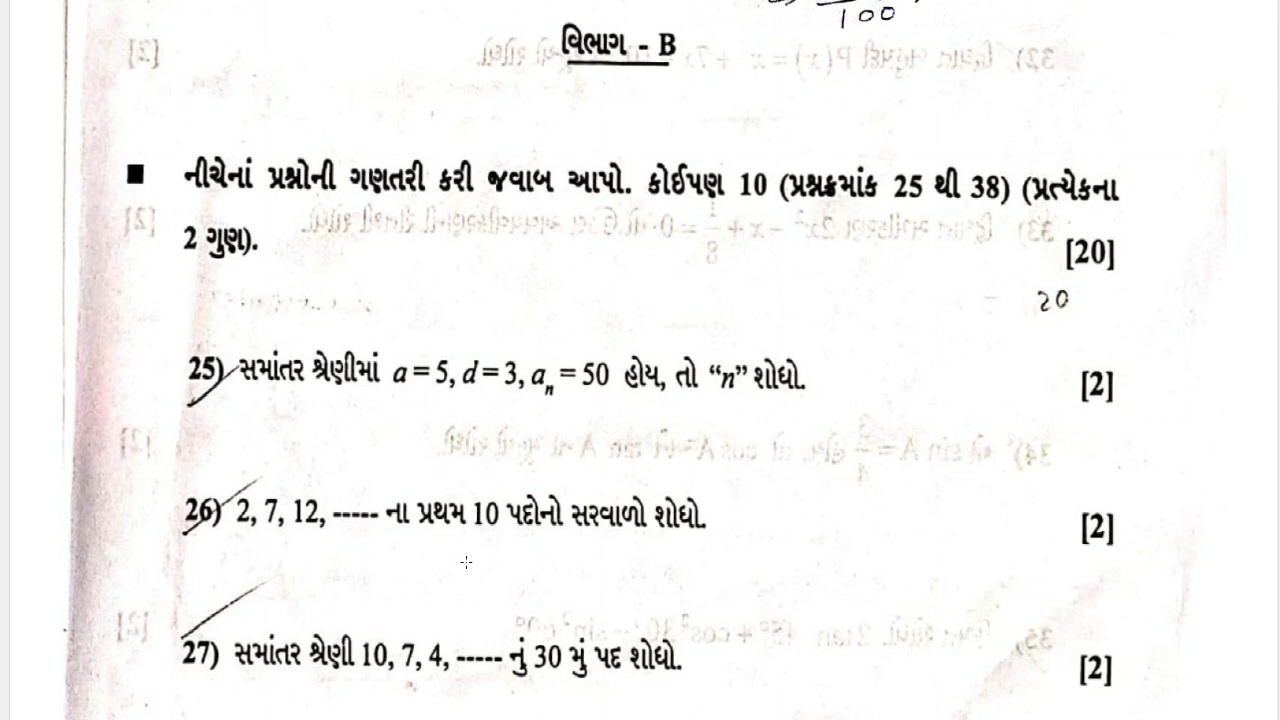 100
વિભાગ - B
■ નીચેનાં પ્રશ્નોની ગણતરી કરી જવાબ આપો. કોઈપણ 10 (પ્રશ્નક્રમાંક 25 થી 38) (પ્રત્યેકના
2 ગુણ). [20]
20
25) સમાંતર શ્રેણીમાં a = 5, d = 3, aₙ = 50 હોય, તો “n” શોધો. [2]
26) 2, 7, 12, ----- ના પ્રથમ 10 પદોનો સરવાળો શોધો. [2]
27) સમાંતર શ્રેણી 10, 7, 4, ----- નું 30 મું પદ શોધો. [2]